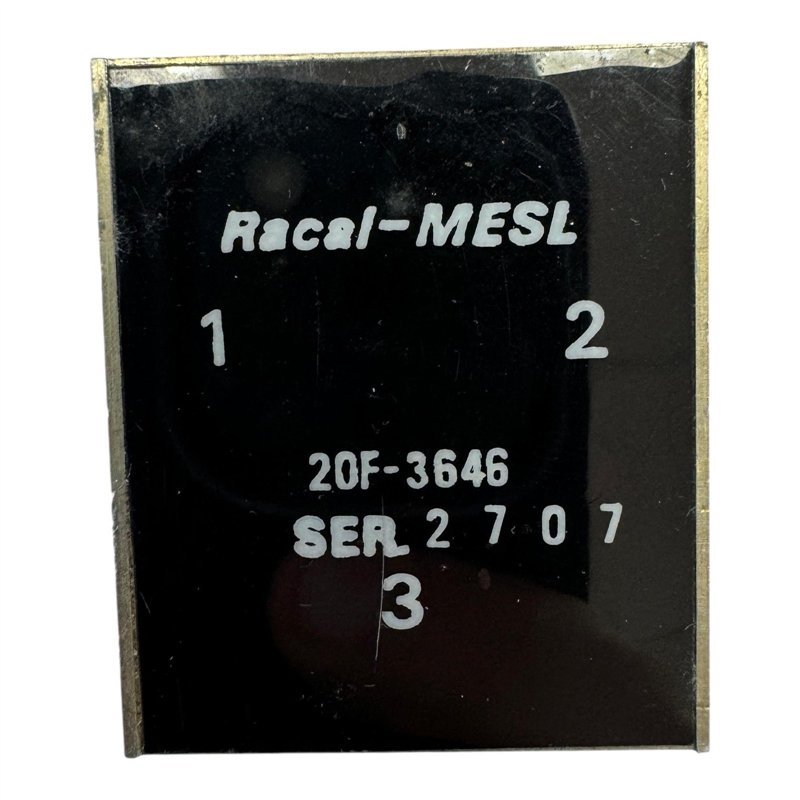 Racal-MESL
1 2
20F-3646
SER. 2707
3